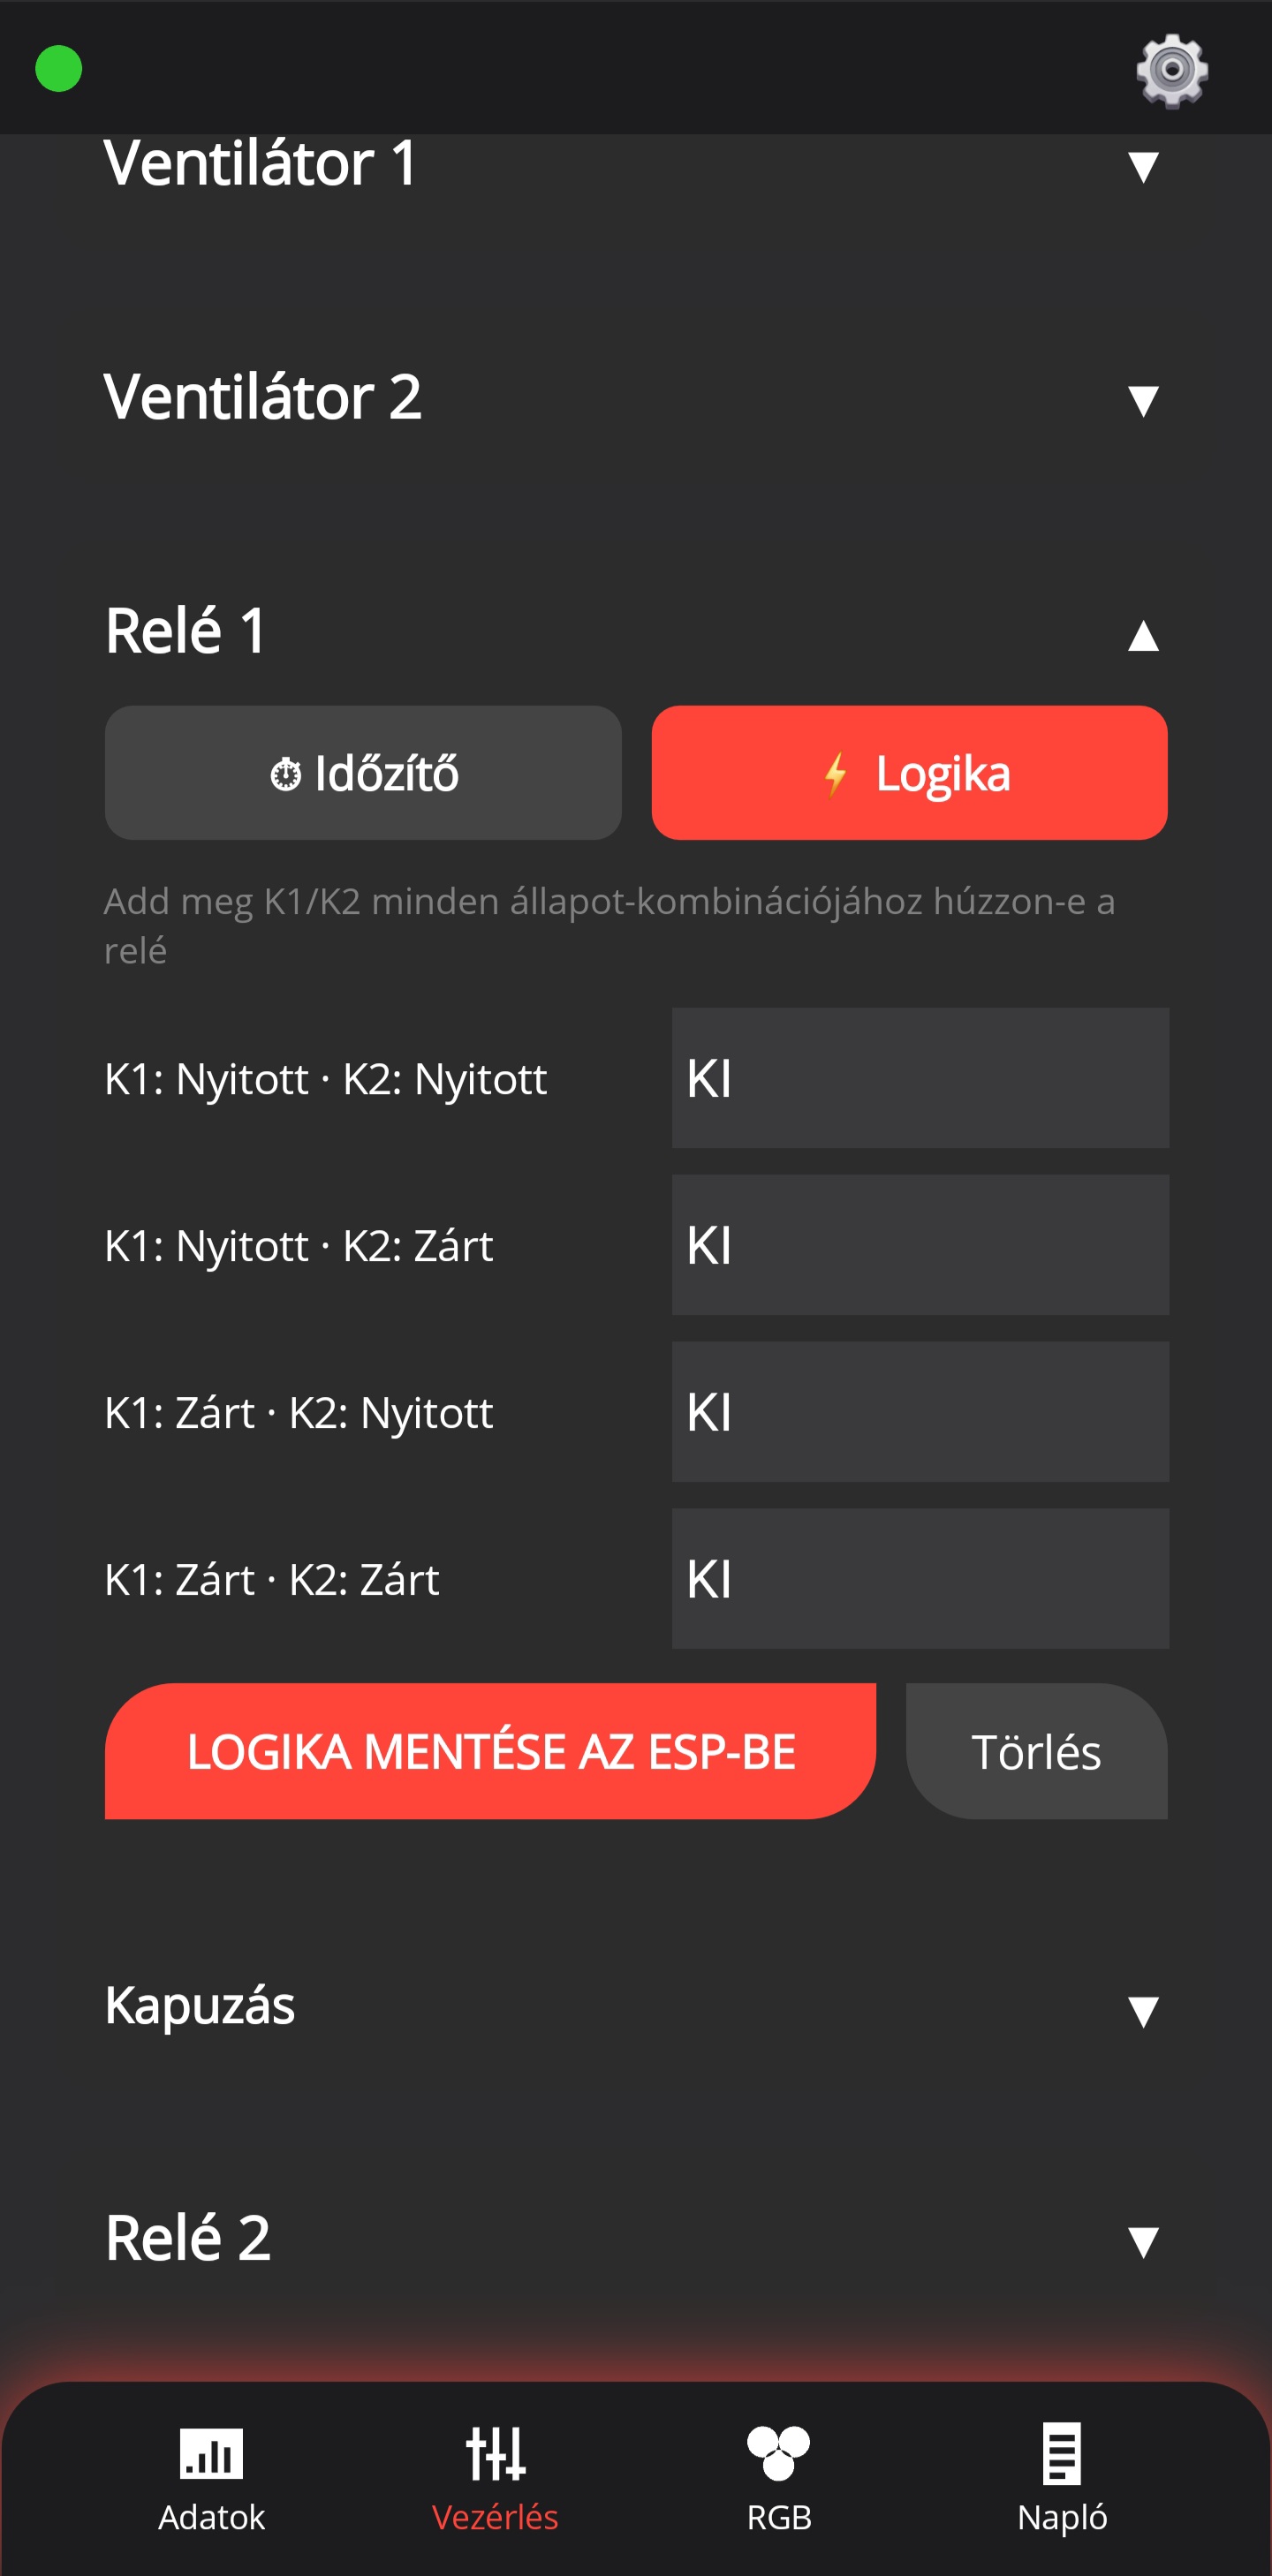 Ventilátor 1
Ventilátor 2
Relé 1
Időzítő
Logika
Add meg K1/K2 minden állapot-kombinációjához húzzon-e a
relé
K1: Nyitott · K2: Nyitott
KI
K1: Nyitott · K2: Zárt
KI
K1: Zárt · K2: Nyitott
KI
K1: Zárt · K2: Zárt
KI
LOGIKA MENTÉSE AZ ESP-BE
Törlés
Kapuzás
Relé 2
Adatok
Vezérlés
RGB
Napló